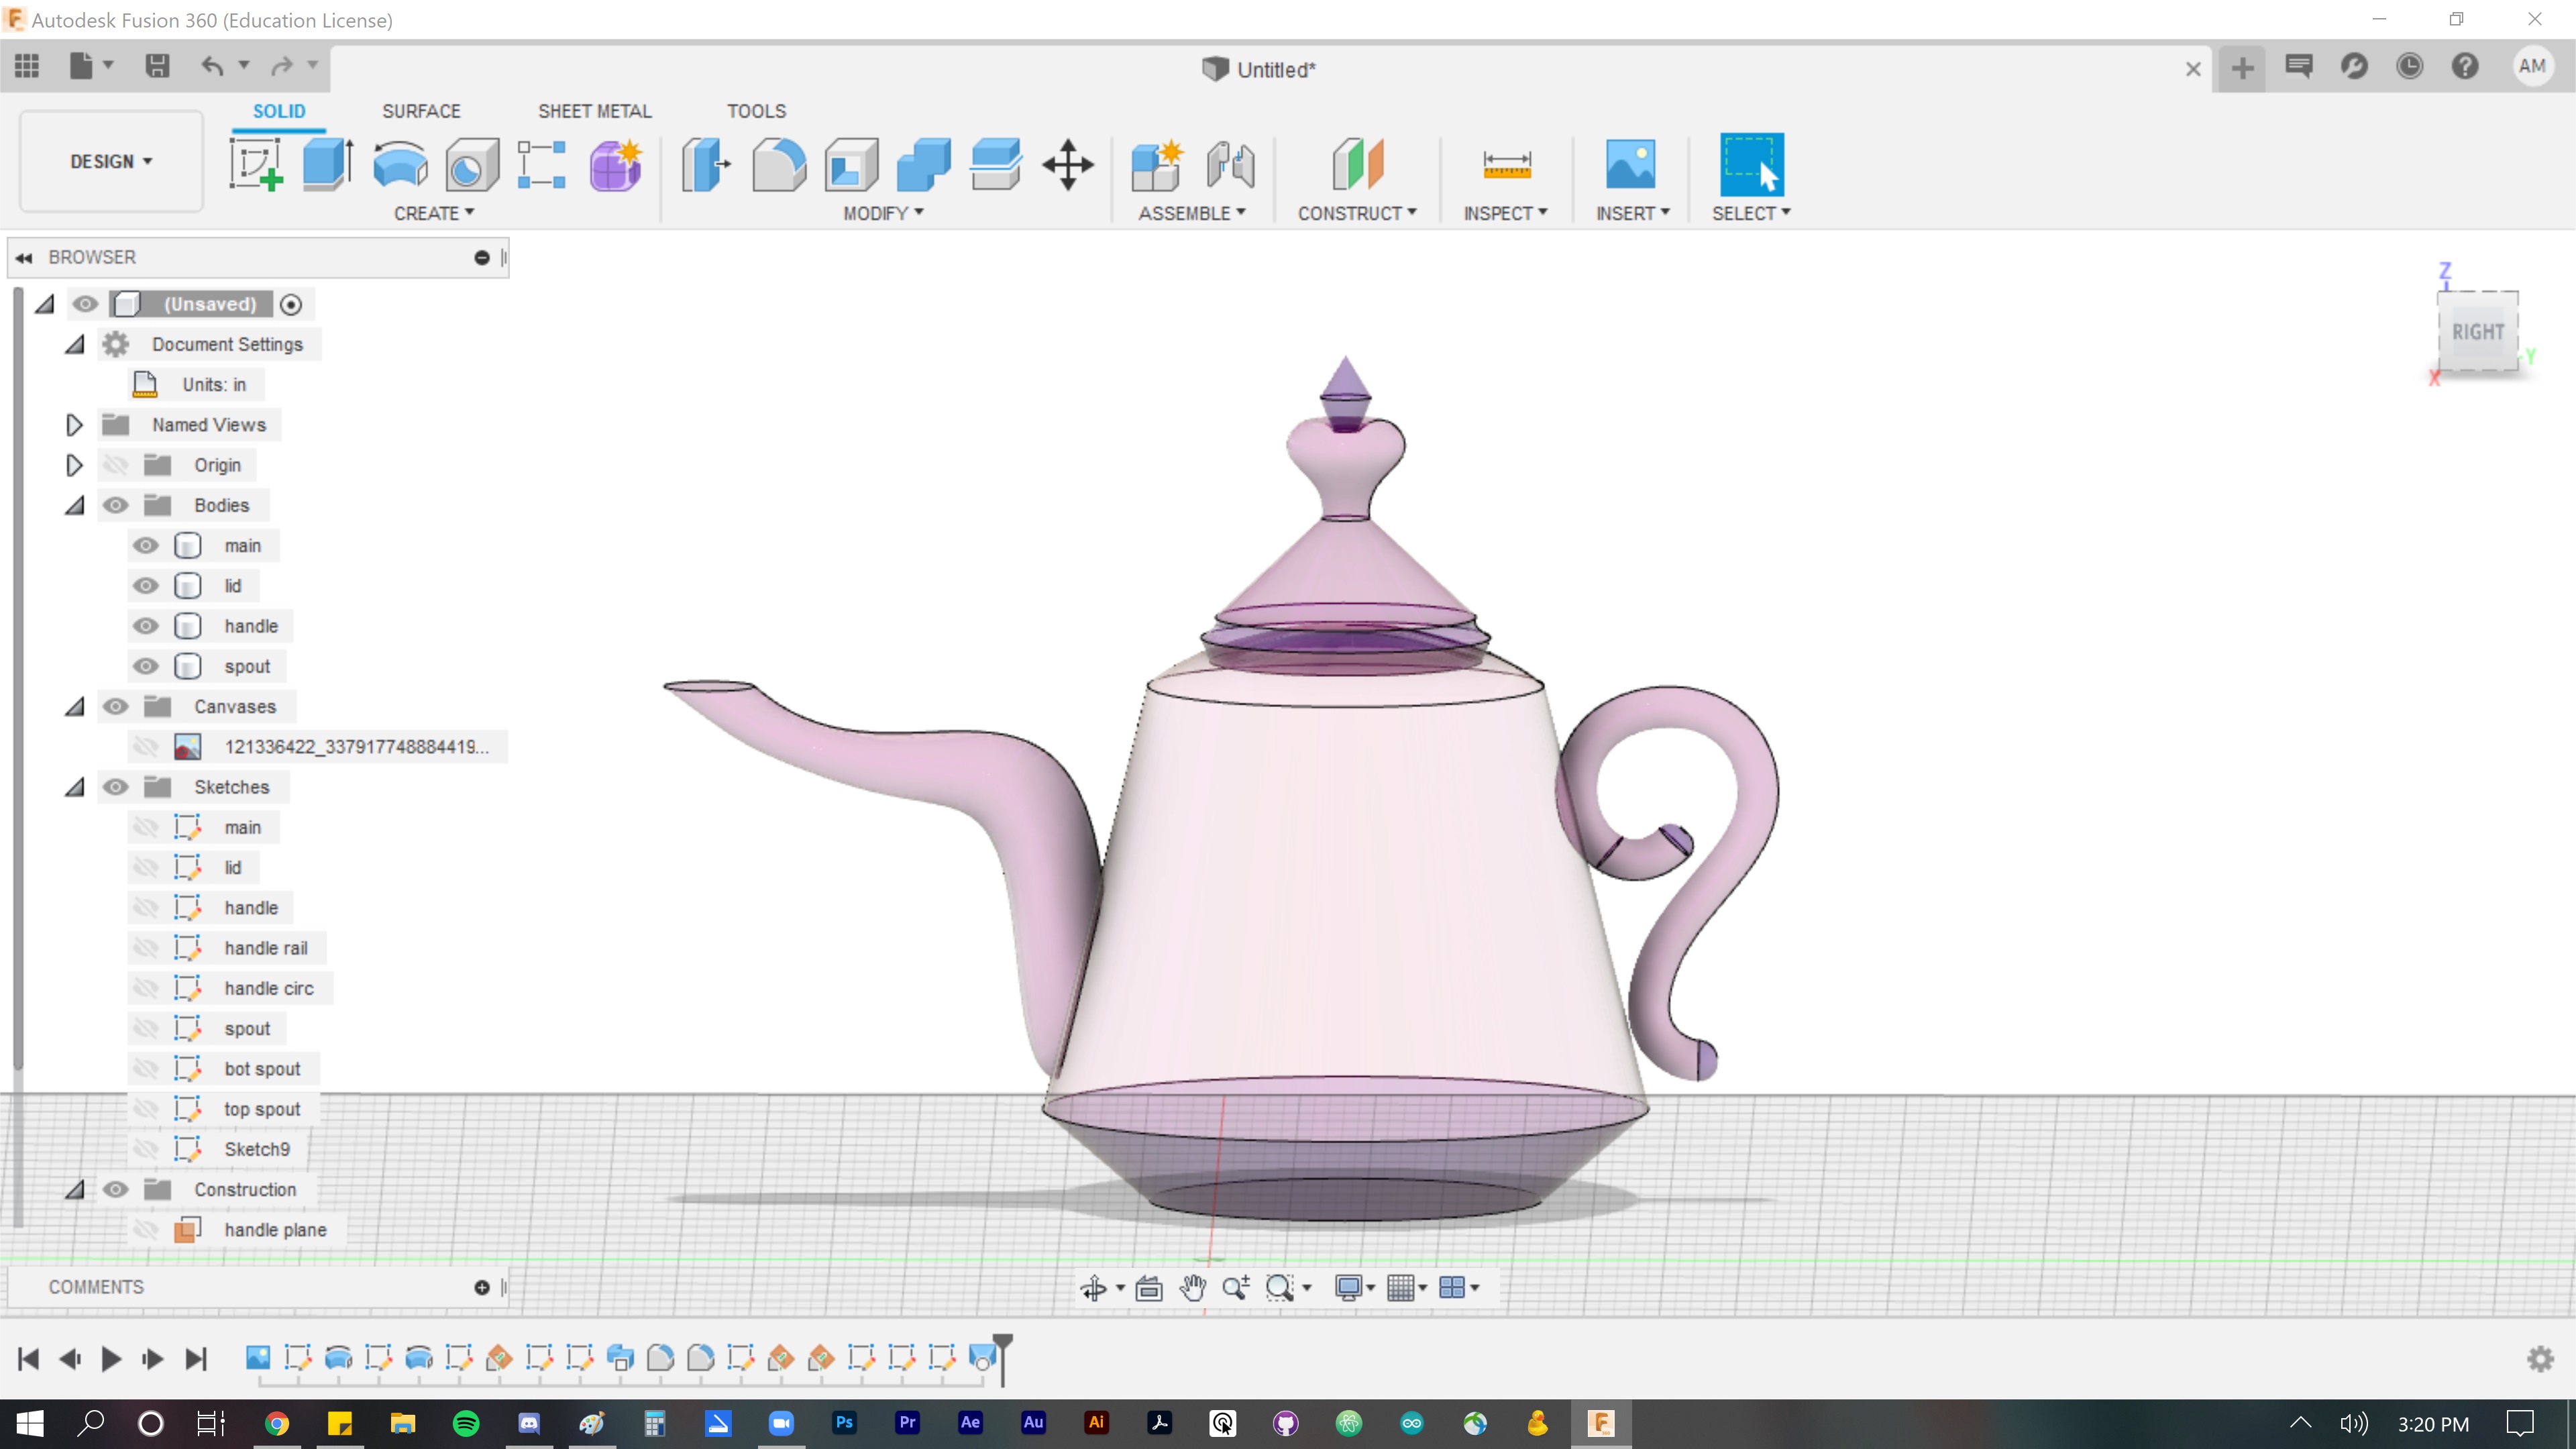 Autodesk Fusion 360 (Education License)
Untitled*
AM
SOLID SURFACE SHEET METAL TOOLS
DESIGN
CREATE MODIFY ASSEMBLE CONSTRUCT INSPECT INSERT SELECT
BROWSER
(Unsaved)
Document Settings
Units: in
Named Views
Origin
Bodies
main
lid
handle
spout
Canvases
121336422_337917748884419...
Sketches
main
lid
handle
handle rail
handle circ
spout
bot spout
top spout
Sketch9
Construction
handle plane
COMMENTS
Z
RIGHT
Y
X
Ps Pr Ae Au Ai
F
3:20 PM